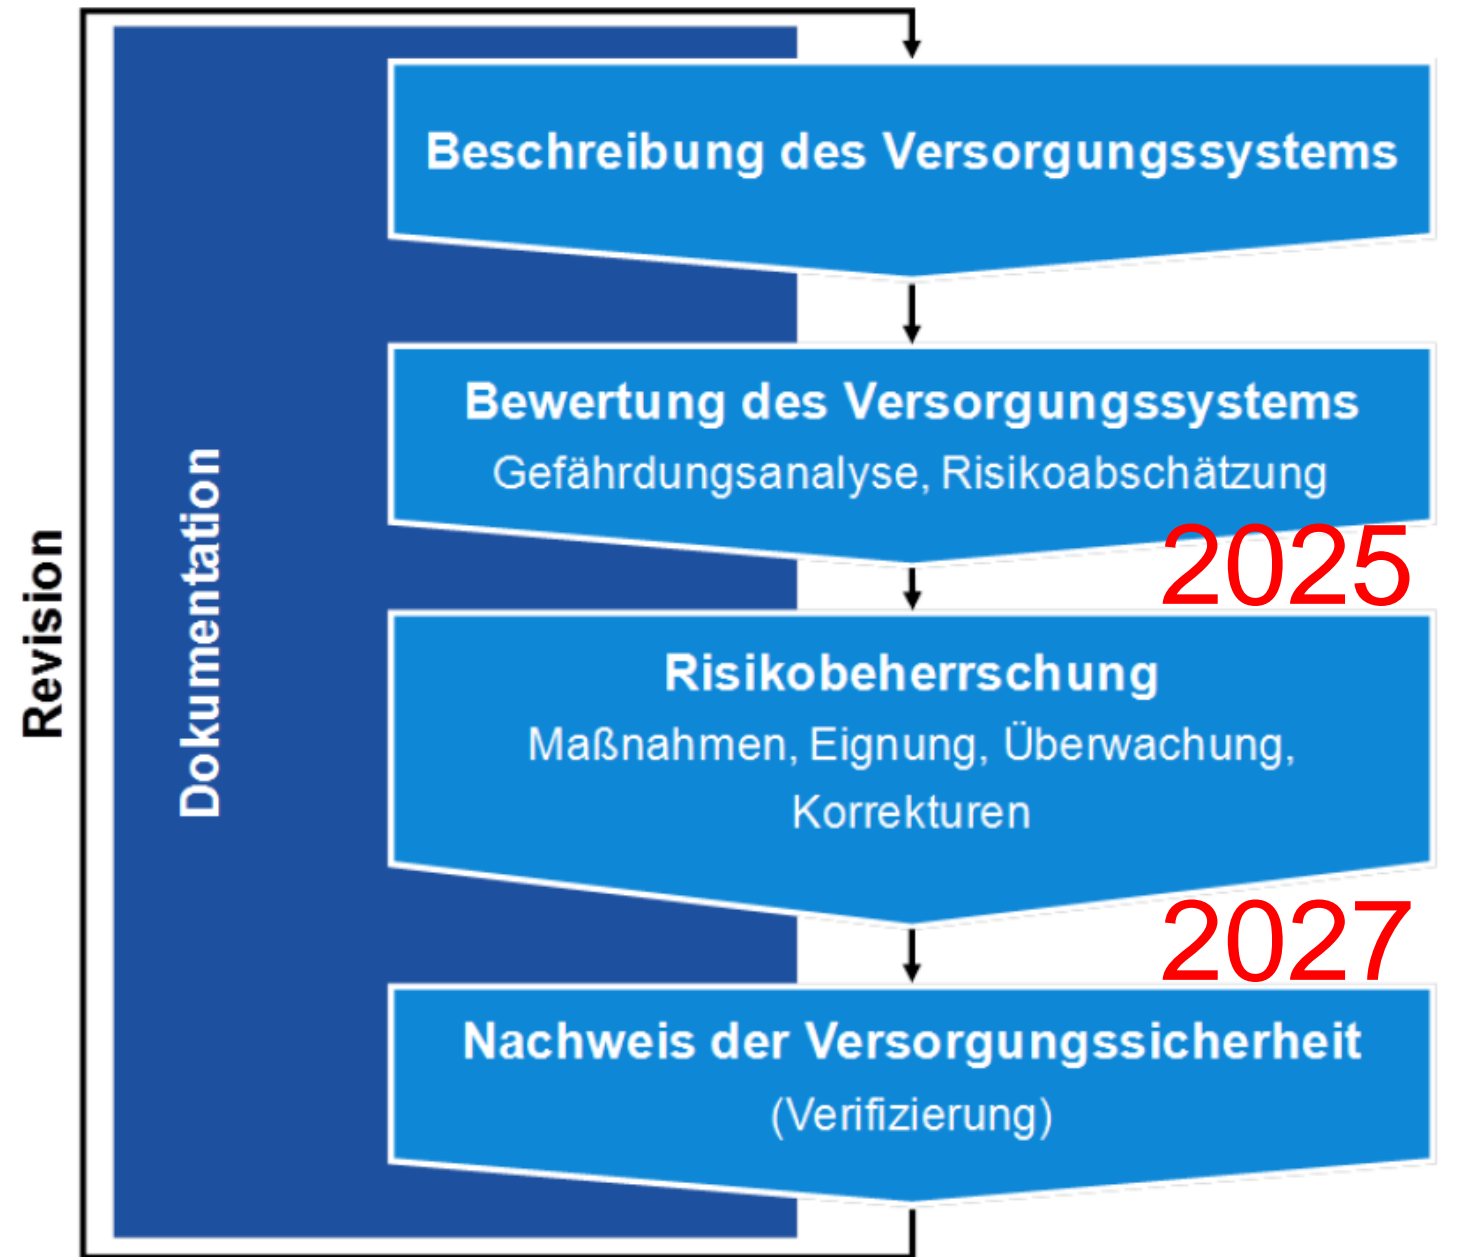 Revision
Dokumentation
Beschreibung des Versorgungssystems
Bewertung des Versorgungssystems
Gefährdungsanalyse, Risikoabschätzung
2025
Risikobeherrschung
Maßnahmen, Eignung, Überwachung,
Korrekturen
2027
Nachweis der Versorgungssicherheit
(Verifizierung)